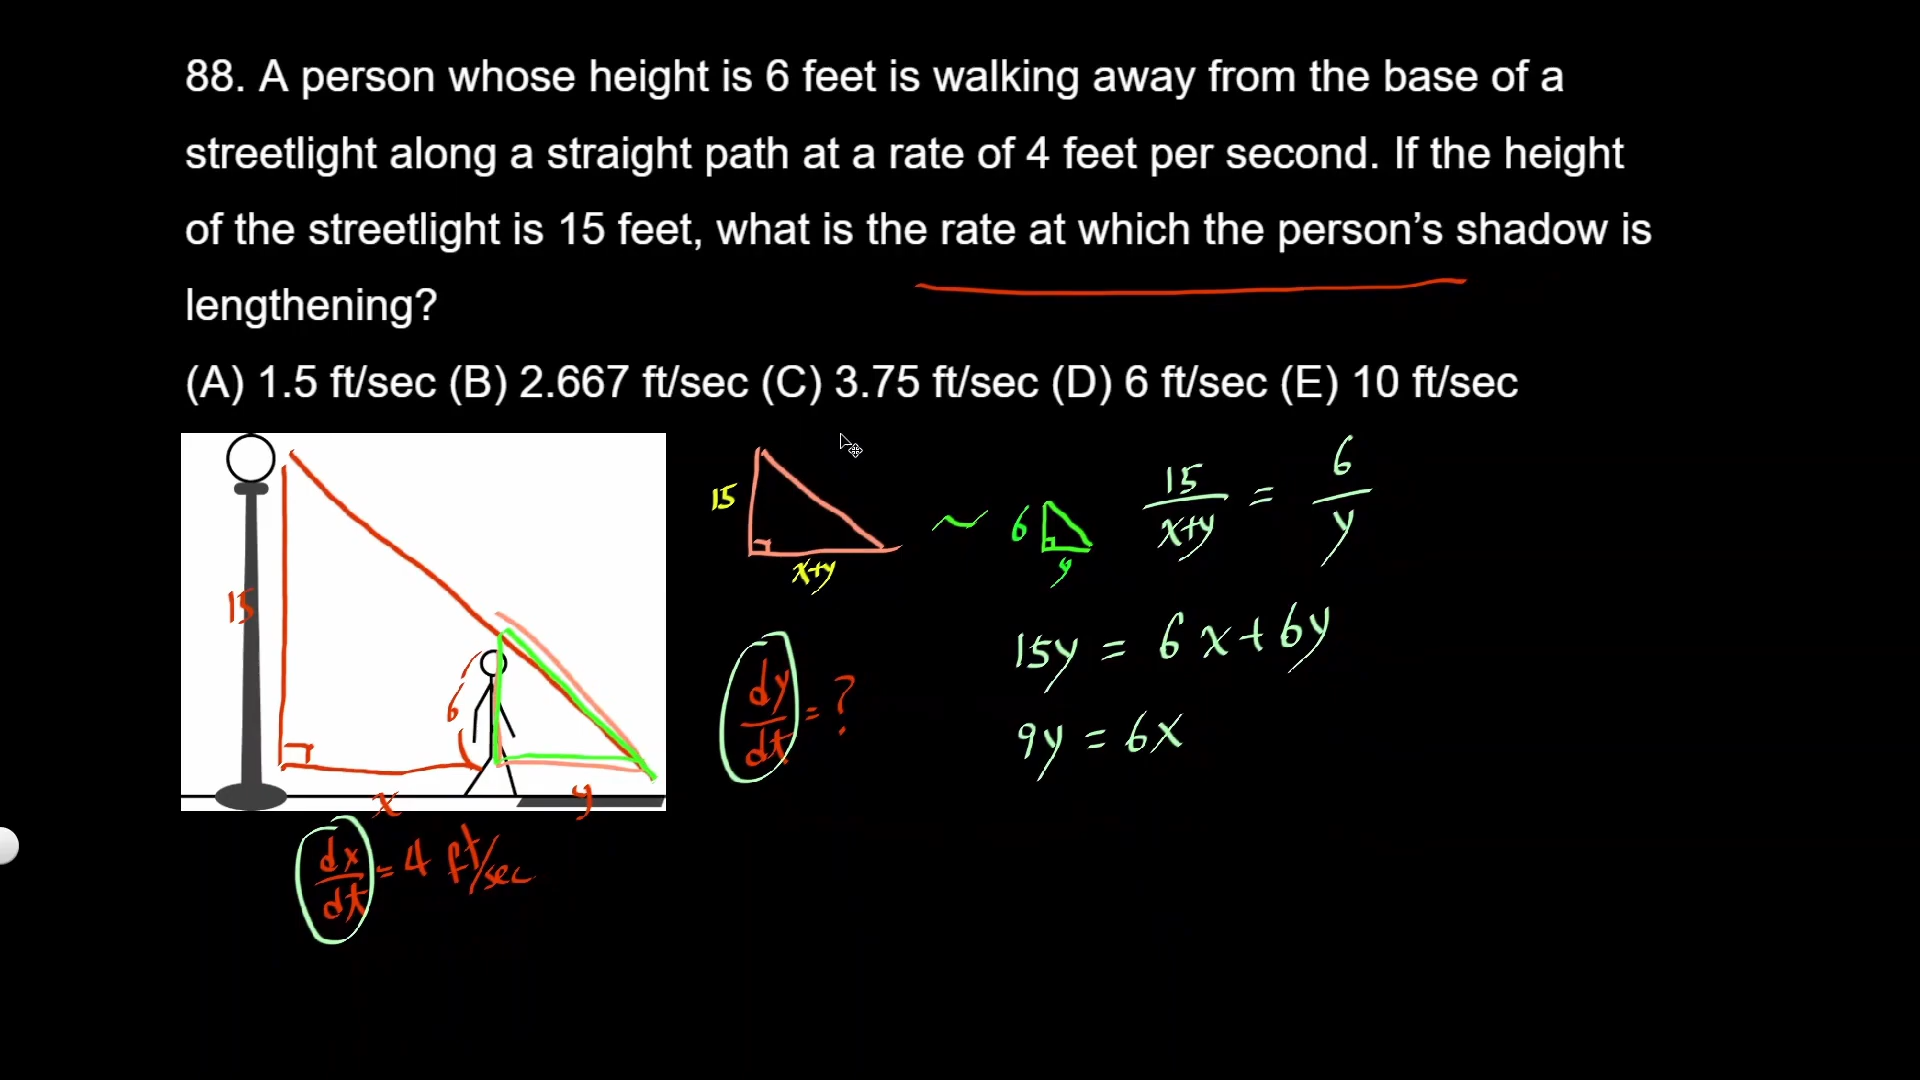 88. A person whose height is 6 feet is walking away from the base of a
streetlight along a straight path at a rate of 4 feet per second. If the height
of the streetlight is 15 feet, what is the rate at which the person’s shadow is
lengthening?
(A) 1.5 ft/sec (B) 2.667 ft/sec (C) 3.75 ft/sec (D) 6 ft/sec (E) 10 ft/sec
15
6
x
y
dx/dt = 4 ft/sec
15
x+y
~
6
y
dy/dt = ?
15/(x+y) = 6/y
15y = 6x+6y
9y = 6x